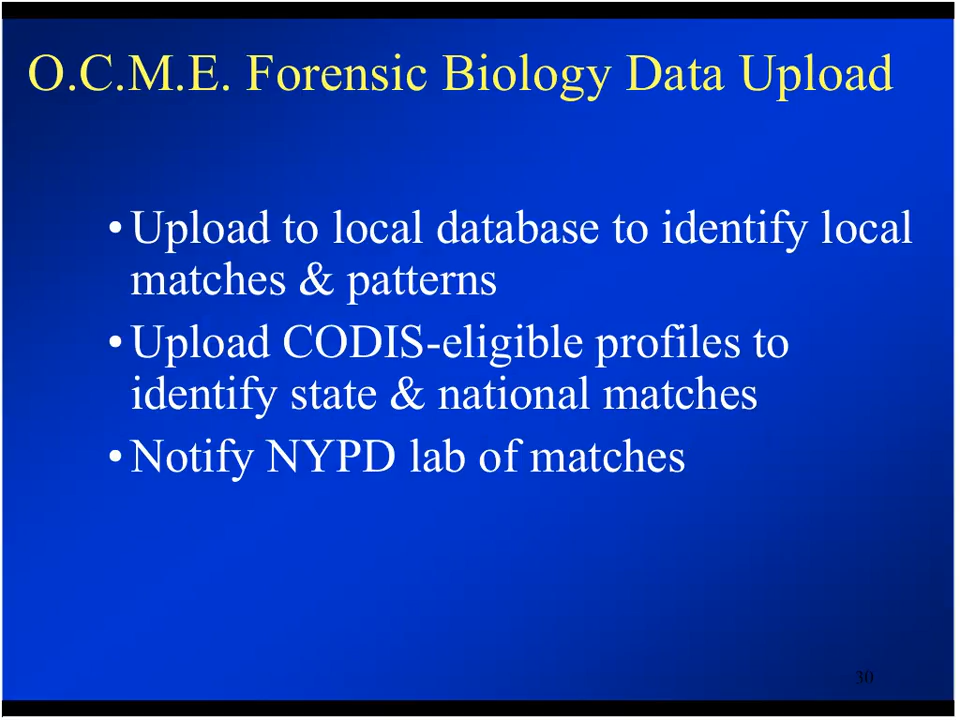 O.C.M.E. Forensic Biology Data Upload
•Upload to local database to identify local
matches & patterns
•Upload CODIS-eligible profiles to
identify state & national matches
•Notify NYPD lab of matches
30